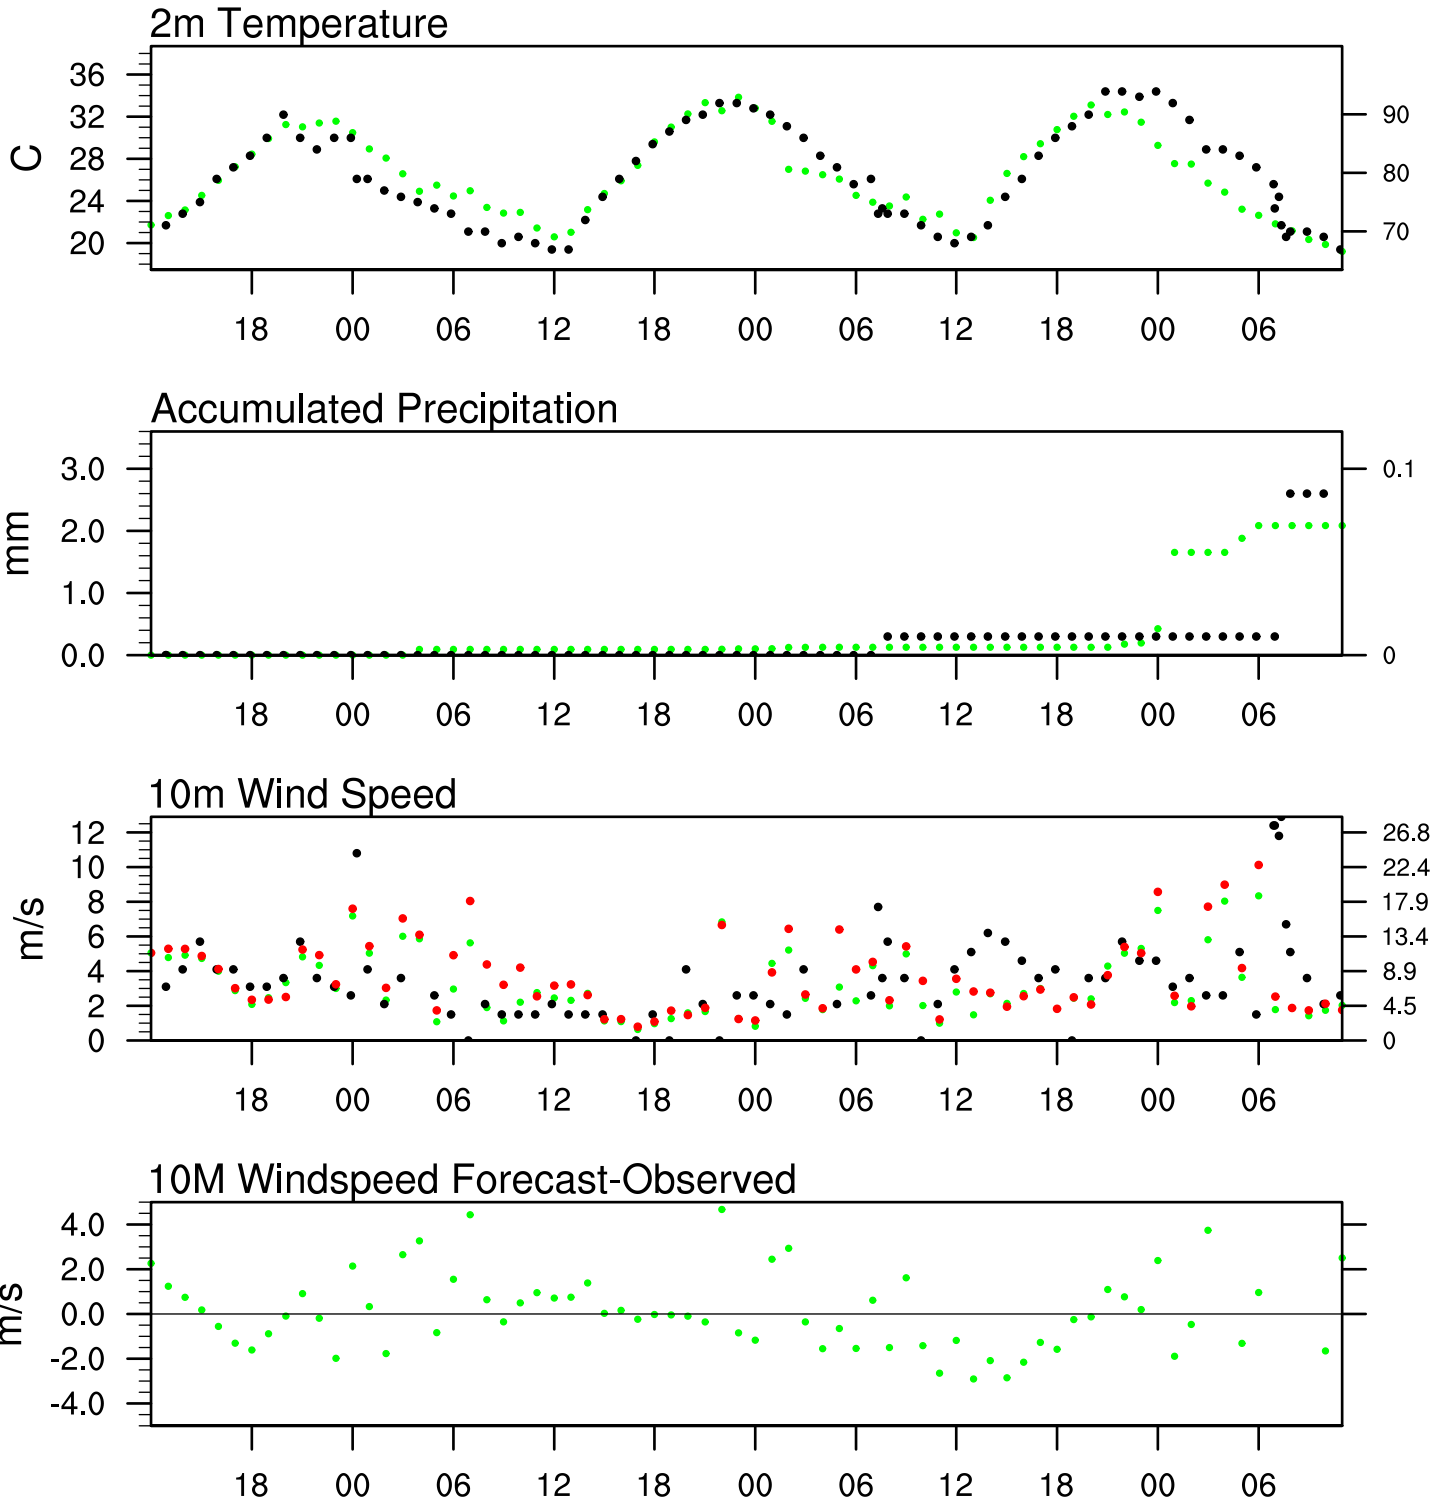 2m Temperature
36
32
28
24
20
C
90
80
70
18 00 06 12 18 00 06 12 18 00 06
Accumulated Precipitation
3.0
2.0
1.0
0.0
mm
0.1
0
18 00 06 12 18 00 06 12 18 00 06
10m Wind Speed
12
10
8
6
4
2
0
m/s
26.8
22.4
17.9
13.4
8.9
4.5
0
18 00 06 12 18 00 06 12 18 00 06
10M Windspeed Forecast-Observed
4.0
2.0
0.0
-2.0
-4.0
m/s
18 00 06 12 18 00 06 12 18 00 06